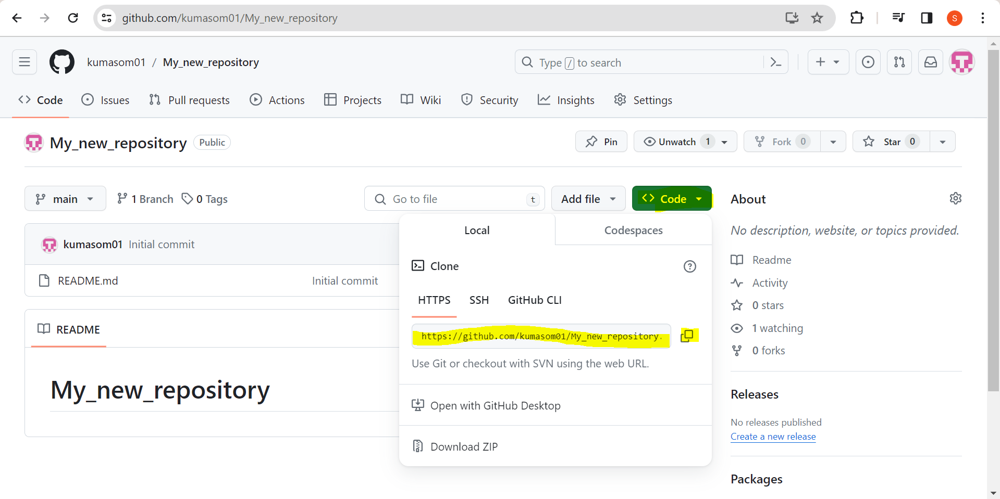 github.com/kumasom01/My_new_repository
S
kumasom01 / My_new_repository
Type / to search
Code Issues Pull requests Actions Projects Wiki Security Insights Settings
My_new_repository Public
Pin Unwatch 1 Fork 0 Star 0
main 1 Branch 0 Tags Go to file t Add file Code
About
Local Codespaces
No description, website, or topics provided.
kumasom01 Initial commit
Clone
Readme
README.md Initial commit
Activity
HTTPS SSH GitHub CLI
0 stars
README
https://github.com/kumasom01/My_new_repository.
1 watching
0 forks
Use Git or checkout with SVN using the web URL.
My_new_repository
Releases
Open with GitHub Desktop
No releases published
Create a new release
Download ZIP
Packages